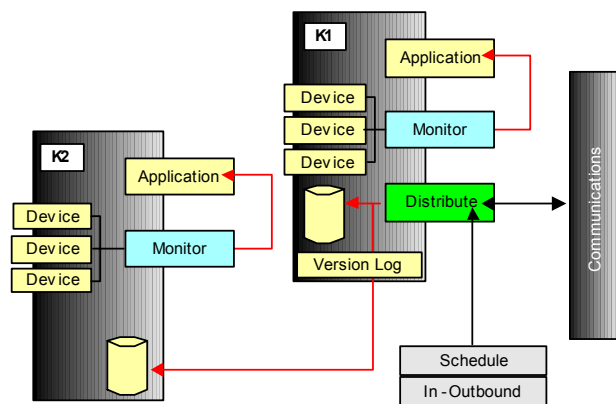 K1
Application
Device
Device
Device
Monitor
Distribute
Version Log
Communications
K2
Application
Device
Device
Device
Monitor
Schedule
In-Outbound